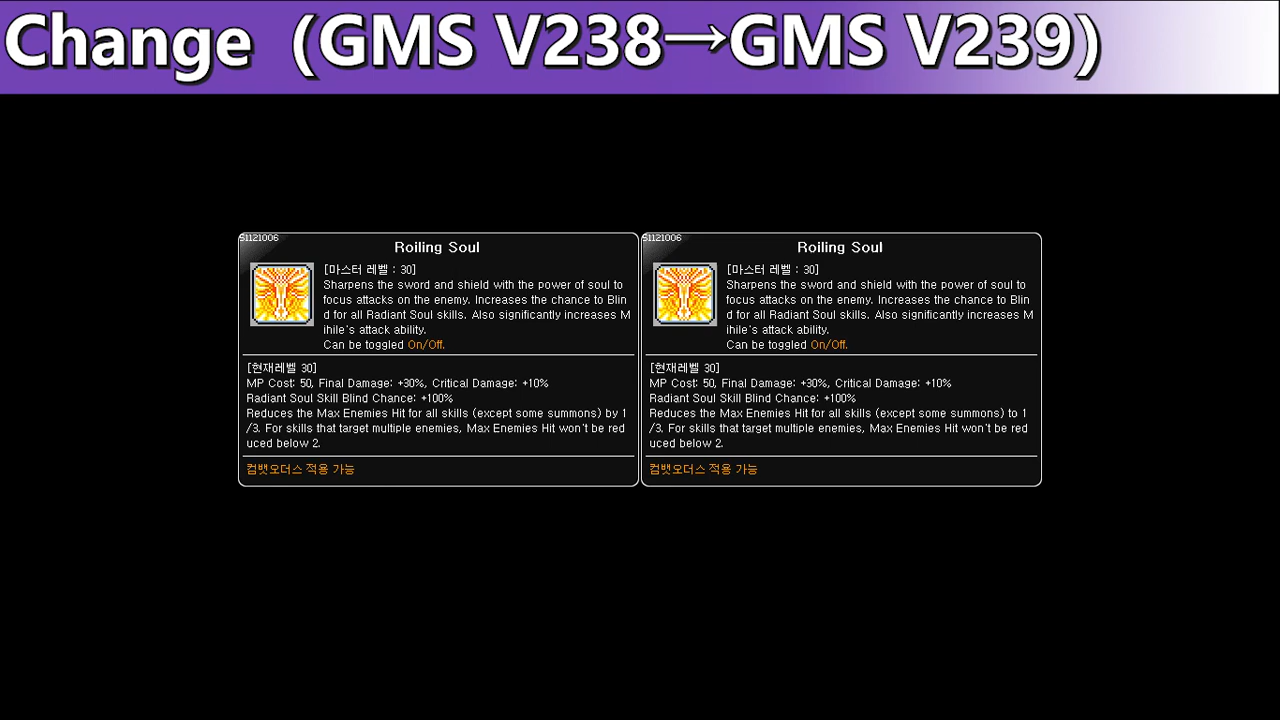 Change (GMS V238→GMS V239)
51121006
Roiling Soul
[마스터 레벨 : 30]
Sharpens the sword and shield with the power of soul to
focus attacks on the enemy. Increases the chance to Blin
d for all Radiant Soul skills. Also significantly increases M
ihile's attack ability.
Can be toggled On/Off.
[현재레벨 30]
MP Cost: 50, Final Damage: +30%, Critical Damage: +10%
Radiant Soul Skill Blind Chance: +100%
Reduces the Max Enemies Hit for all skills (except some summons) by 1
/3. For skills that target multiple enemies, Max Enemies Hit won't be red
uced below 2.
컴뱃오더스 적용 가능
51121006
Roiling Soul
[마스터 레벨 : 30]
Sharpens the sword and shield with the power of soul to
focus attacks on the enemy. Increases the chance to Blin
d for all Radiant Soul skills. Also significantly increases M
ihile's attack ability.
Can be toggled On/Off.
[현재레벨 30]
MP Cost: 50, Final Damage: +30%, Critical Damage: +10%
Radiant Soul Skill Blind Chance: +100%
Reduces the Max Enemies Hit for all skills (except some summons) to 1
/3. For skills that target multiple enemies, Max Enemies Hit won't be red
uced below 2.
컴뱃오더스 적용 가능